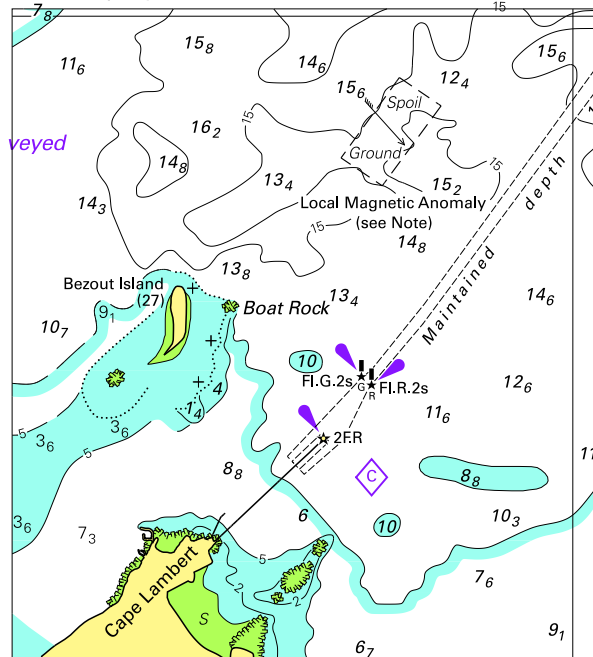 7₈
15
15₈
14₆
15₆
11₆
12₄
15₆
Spoil
15
16₂
veyed
Ground
14₈
15
13₄
15₂
14₃
Local Magnetic Anomaly
(see Note)
15
14₈
depth
Maintained
13₈
Bezout Island
(27)
Boat Rock
13₄
14₆
9₁
10₇
10
Fl.G.2s
G
R
Fl.R.2s
12₆
4
1₄
11₆
5
3₆
3₆
5
2F.R
11
8₈
C
8₈
3₆
7₃
6
10
10₃
Cape Lambert
5
2
2
7₆
S
6₇
9₁